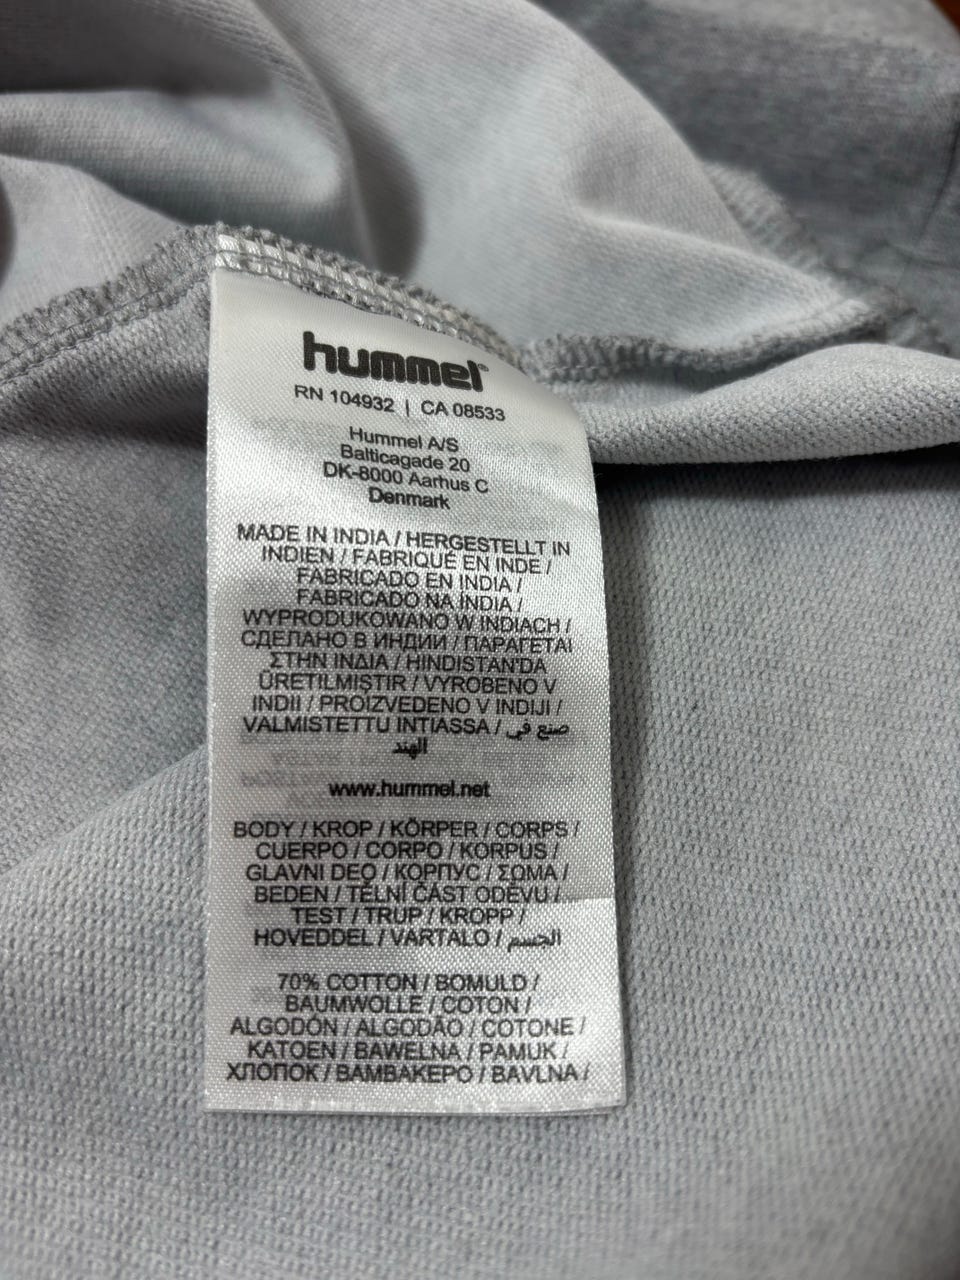 hummel®
RN 104932 | CA 08533
Hummel A/S
Balticagade 20
DK-8000 Aarhus C
Denmark
MADE IN INDIA / HERGESTELLT IN
INDIEN / FABRIQUÉ EN INDE /
FABRICADO EN INDIA /
FABRICADO NA ÍNDIA /
WYPRODUKOWANO W INDIACH /
СДЕЛАНО В ИНДИИ / ΠΑΡΑΓΕΤΑΙ
ΣΤΗΝ ΙΝΔΙΑ / HINDISTAN'DA
ÜRETILMIŞTIR / VYROBENO V
INDII / PROIZVEDENO V INDIJI /
VALMISTETTU INTIASSA / صنع في
الهند
www.hummel.net
BODY / KROP / KÖRPER / CORPS /
CUERPO / CORPO / KORPUS /
GLAVNI DEO / КОРПУС / ΣΩΜΑ /
BEDEN / TĚLNÍ ČÁST ODĚVU /
TEST / TRUP / KROPP /
HOVEDDEL / VARTALO / الجسم
70% COTTON / BOMULD /
BAUMWOLLE / COTON /
ALGODÓN / ALGODÃO / COTONE /
KATOEN / BAWEŁNA / PAMUK /
ХЛОПОК / ΒΑΜΒΑΚΕΡΟ / BAVLNA /